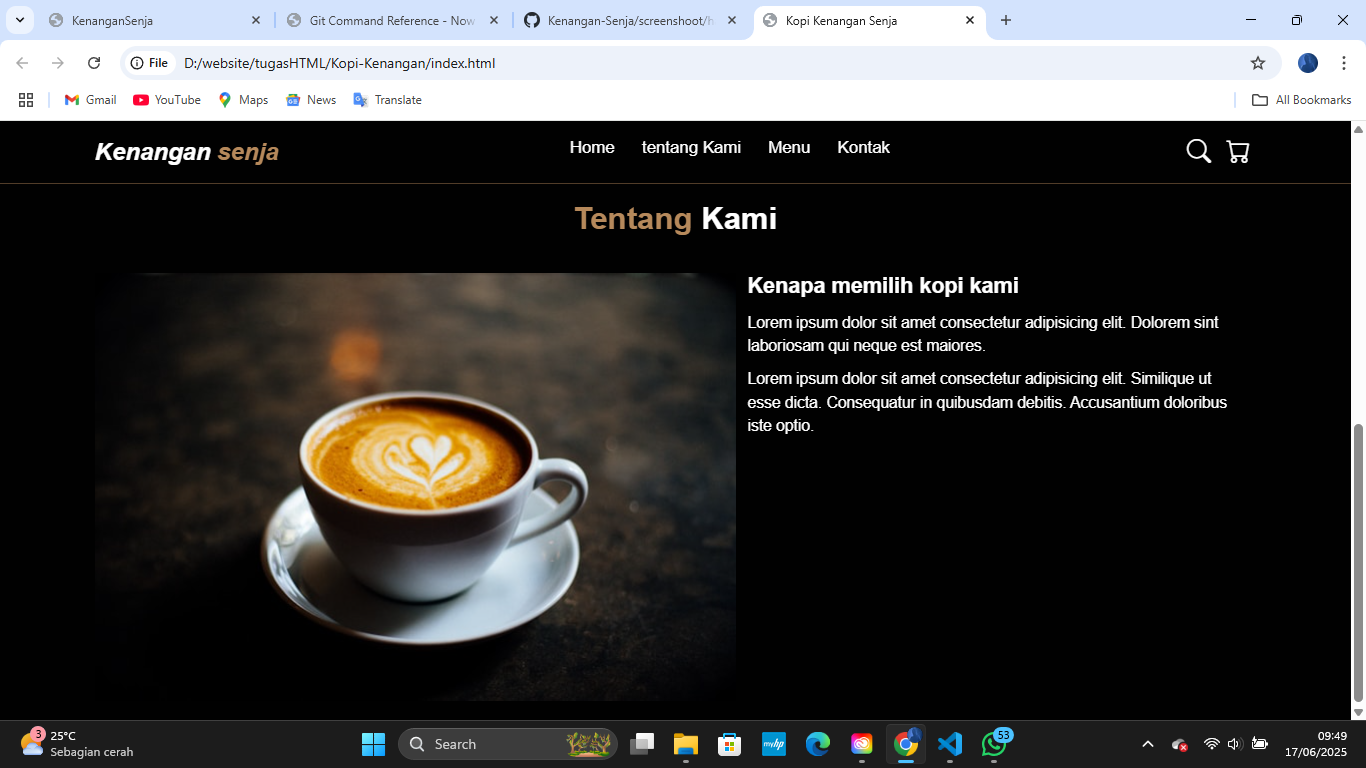 KenanganSenja
Git Command Reference - Now
Kenangan-Senja/screenshoot/h
Kopi Kenangan Senja
File
D:/website/tugasHTML/Kopi-Kenangan/index.html
Gmail
YouTube
Maps
News
Translate
All Bookmarks
Kenangan senja
Home
tentang Kami
Menu
Kontak
Tentang Kami
Kenapa memilih kopi kami
Lorem ipsum dolor sit amet consectetur adipisicing elit. Dolorem sint
laboriosam qui neque est maiores.
Lorem ipsum dolor sit amet consectetur adipisicing elit. Similique ut
esse dicta. Consequatur in quibusdam debitis. Accusantium doloribus
iste optio.
3
25°C
Sebagian cerah
Search
myhp
53
09:49
17/06/2025